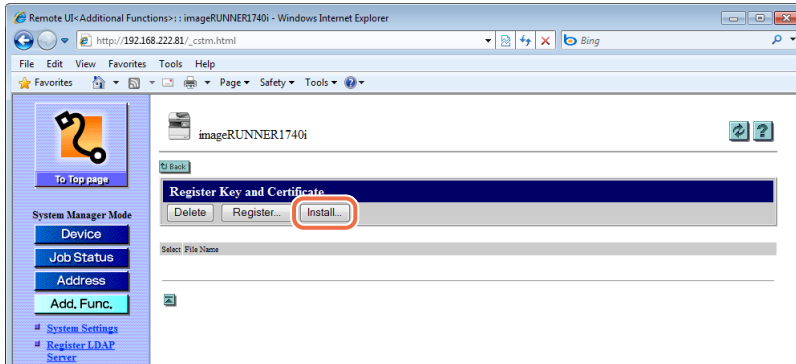 Remote UI<Additional Functions>: : imageRUNNER1740i - Windows Internet Explorer
http://192.168.222.81/_cstm.html
Bing
File Edit View Favorites Tools Help
Favorites Page Safety Tools
imageRUNNER1740i
To Top page
Back
Register Key and Certificate
Delete Register... Install...
System Manager Mode
Device
Job Status
Address
Add. Func.
Select File Name
System Settings
Register LDAP
Server